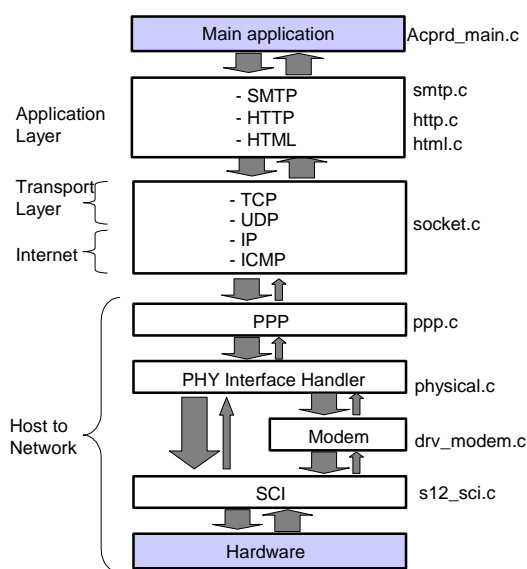 Main application
Acprd_main.c
Application
Layer
- SMTP
- HTTP
- HTML
smtp.c
http.c
html.c
Transport
Layer
Internet
- TCP
- UDP
- IP
- ICMP
socket.c
PPP
ppp.c
PHY Interface Handler
physical.c
Host to
Network
Modem
drv_modem.c
SCI
s12_sci.c
Hardware